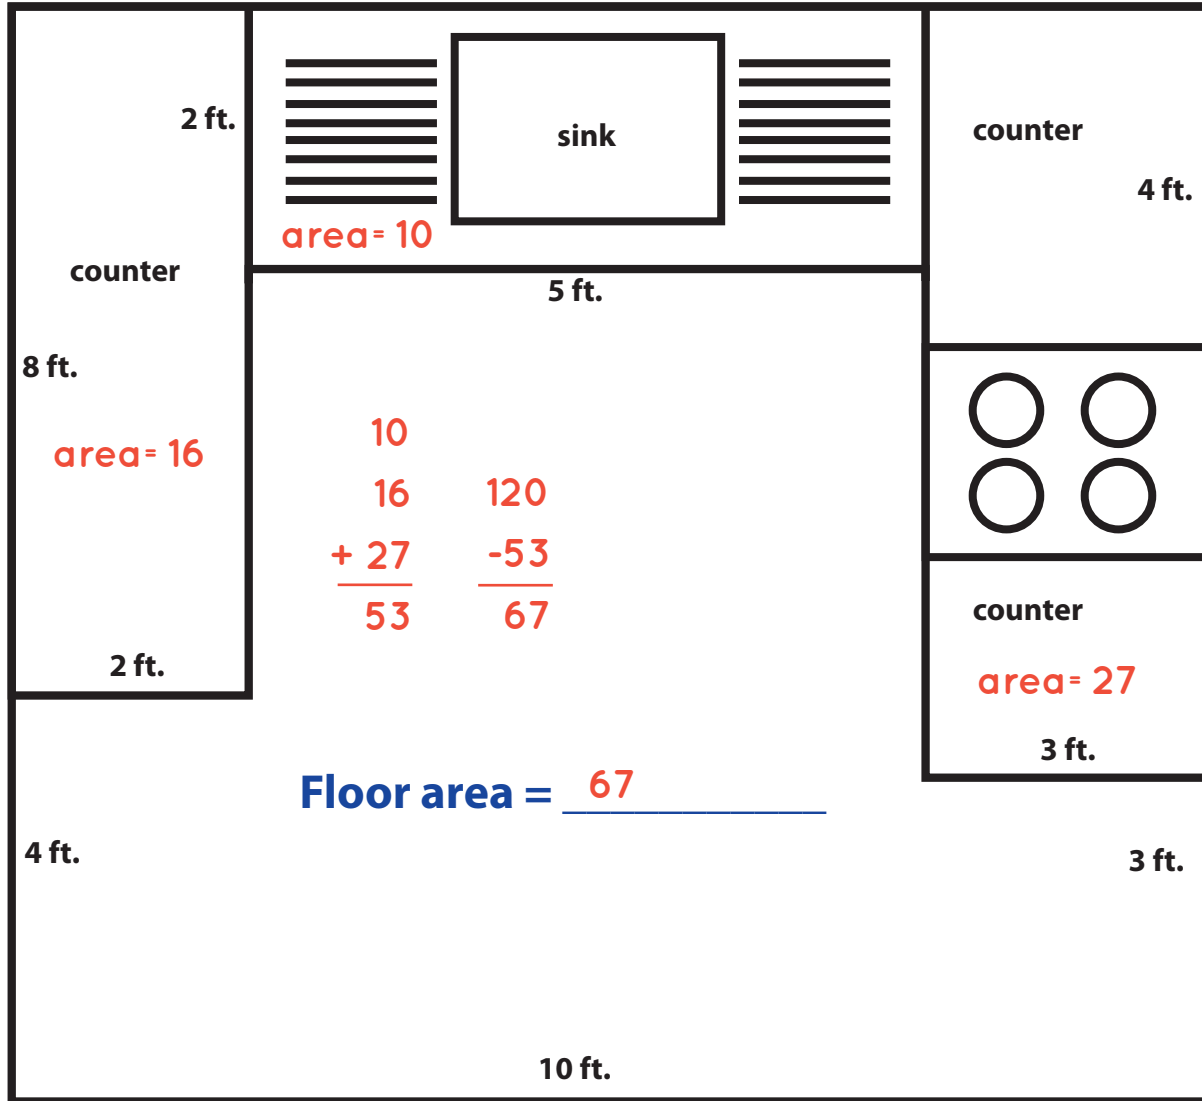 2 ft.
sink
counter
4 ft.
area= 10
counter
5 ft.
8 ft.
area= 16
10
16
+ 27
53
120
-53
67
counter
area= 27
2 ft.
3 ft.
Floor area = 67
4 ft.
3 ft.
10 ft.